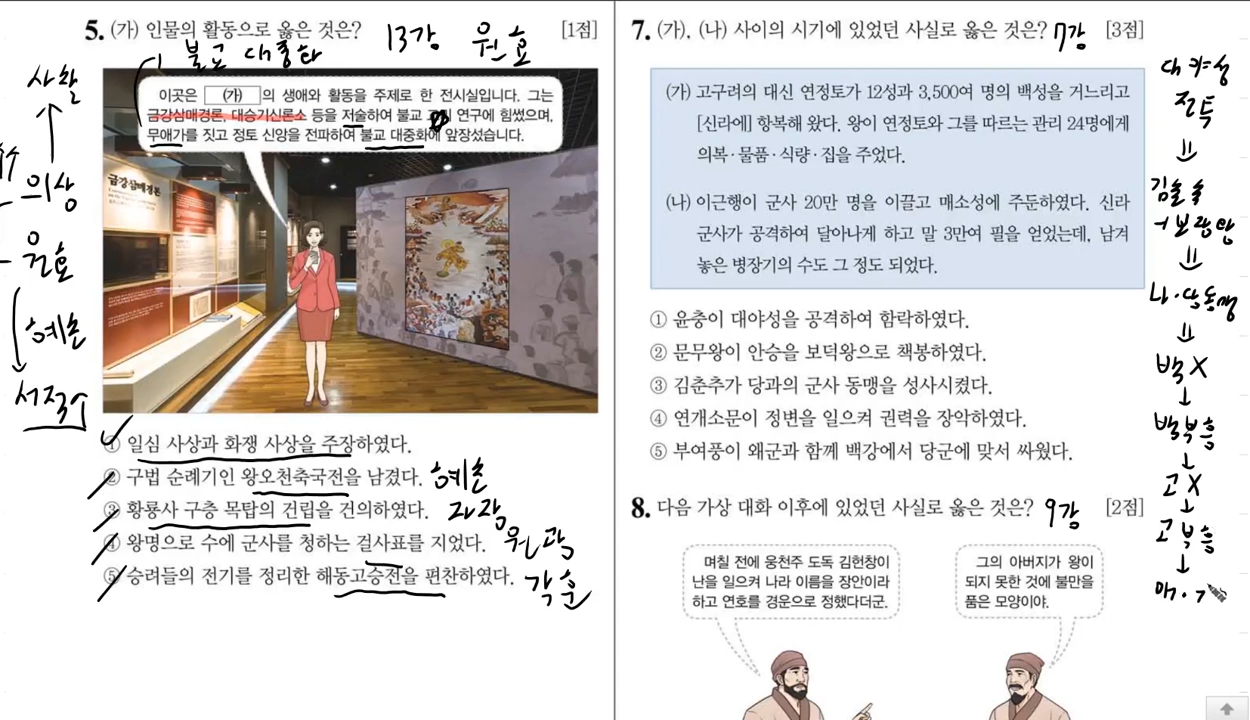 5. (가) 인물의 활동으로 옳은 것은? [1점]
13강 원효
불교 대중화
이곳은 (가) 의 생애와 활동을 주제로 한 전시실입니다. 그는
금강삼매경론, 대승기신론소 등을 저술하여 불교 연구에 힘썼으며,
무애가를 짓고 정토 신앙을 전파하여 불교 대중화에 앞장섰습니다.
금강삼매경론
사찰
의상
원효
혜초
서적
① 일심 사상과 화쟁 사상을 주장하였다.
② 구법 순례기인 왕오천축국전을 남겼다. 혜초
③ 황룡사 구층 목탑의 건립을 건의하였다. 자장
④ 왕명으로 수에 군사를 청하는 걸사표를 지었다. 원광
⑤ 승려들의 전기를 정리한 해동고승전을 편찬하였다. 각훈
7. (가), (나) 사이의 시기에 있었던 사실로 옳은 것은? 7강 [3점]
(가) 고구려의 대신 연정토가 12성과 3,500여 명의 백성을 거느리고
[신라에] 항복해 왔다. 왕이 연정토와 그를 따르는 관리 24명에게
의복·물품·식량·집을 주었다.
(나) 이근행이 군사 20만 명을 이끌고 매소성에 주둔하였다. 신라
군사가 공격하여 달아나게 하고 말 3만여 필을 얻었는데, 남겨
놓은 병장기의 수도 그 정도 되었다.
① 윤충이 대야성을 공격하여 함락하였다.
② 문무왕이 안승을 보덕왕으로 책봉하였다.
③ 김춘추가 당과의 군사 동맹을 성사시켰다.
④ 연개소문이 정변을 일으켜 권력을 장악하였다.
⑤ 부여풍이 왜군과 함께 백강에서 당군에 맞서 싸웠다.
대야성
전투
김춘추
나·당동맹
백X
백부흥
고X
고부흥
매·기
8. 다음 가상 대화 이후에 있었던 사실로 옳은 것은? 9강 [2점]
며칠 전에 웅천주 도독 김헌창이
난을 일으켜 나라 이름을 장안이라
하고 연호를 경운으로 정했다더군.
그의 아버지가 왕이
되지 못한 것에 불만을
품은 모양이야.